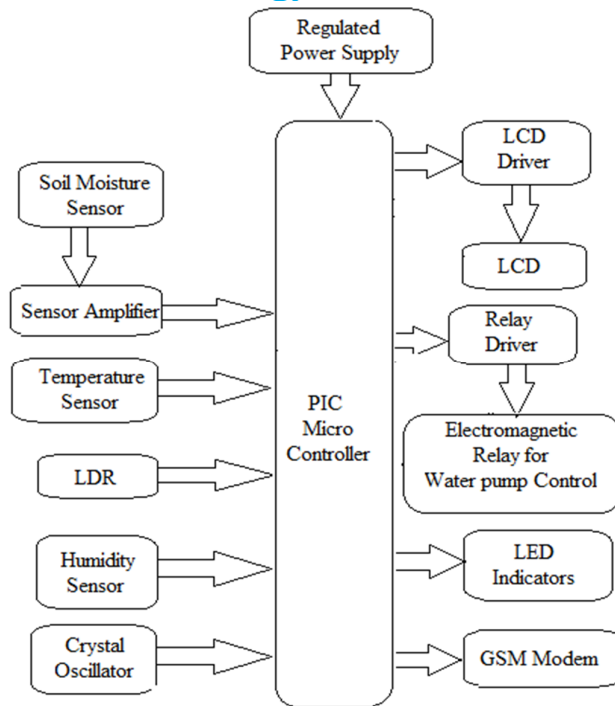 Regulated
Power Supply
Soil Moisture
Sensor
Sensor Amplifier
Temperature
Sensor
LDR
Humidity
Sensor
Crystal
Oscillator
PIC
Micro
Controller
LCD
Driver
LCD
Relay
Driver
Electromagnetic
Relay for
Water pump Control
LED
Indicators
GSM Modem